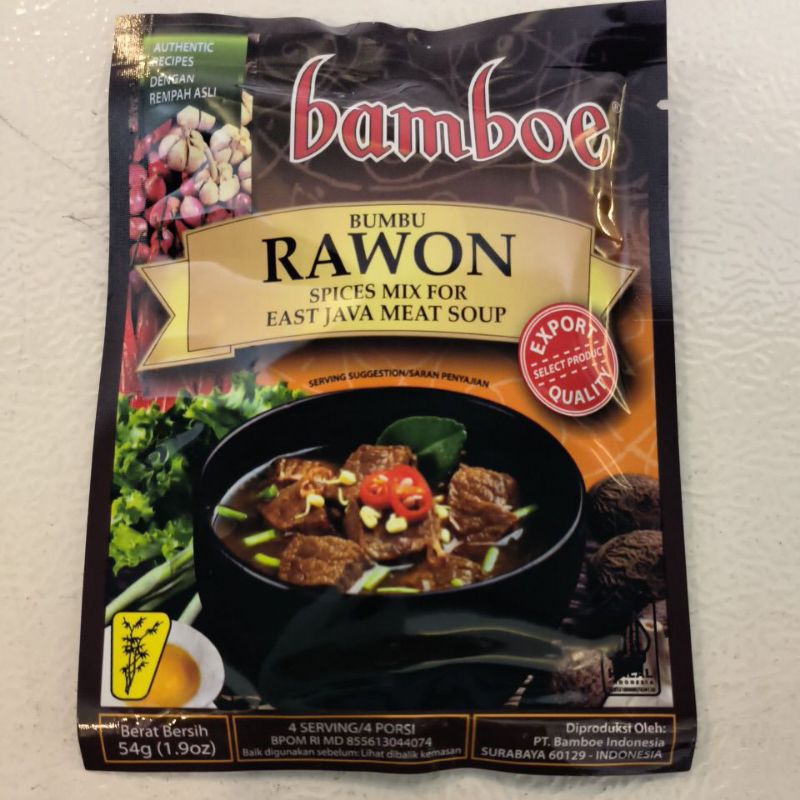 AUTHENTIC
RECIPES
DENGAN
REMPAH ASLI
bamboe®
BUMBU
RAWON
SPICES MIX FOR
EAST JAVA MEAT SOUP
EXPORT
SELECT PRODUCT
QUALITY
SERVING SUGGESTION/SARAN PENYAJIAN
HALAL
INDONESIA
Berat Bersih
54g (1.9oz)
4 SERVING/4 PORSI
BPOM RI MD 855613044074
Baik digunakan sebelum: Lihat dibalik kemasan
Diproduksi Oleh:
PT. Bamboe Indonesia
SURABAYA 60129 - INDONESIA